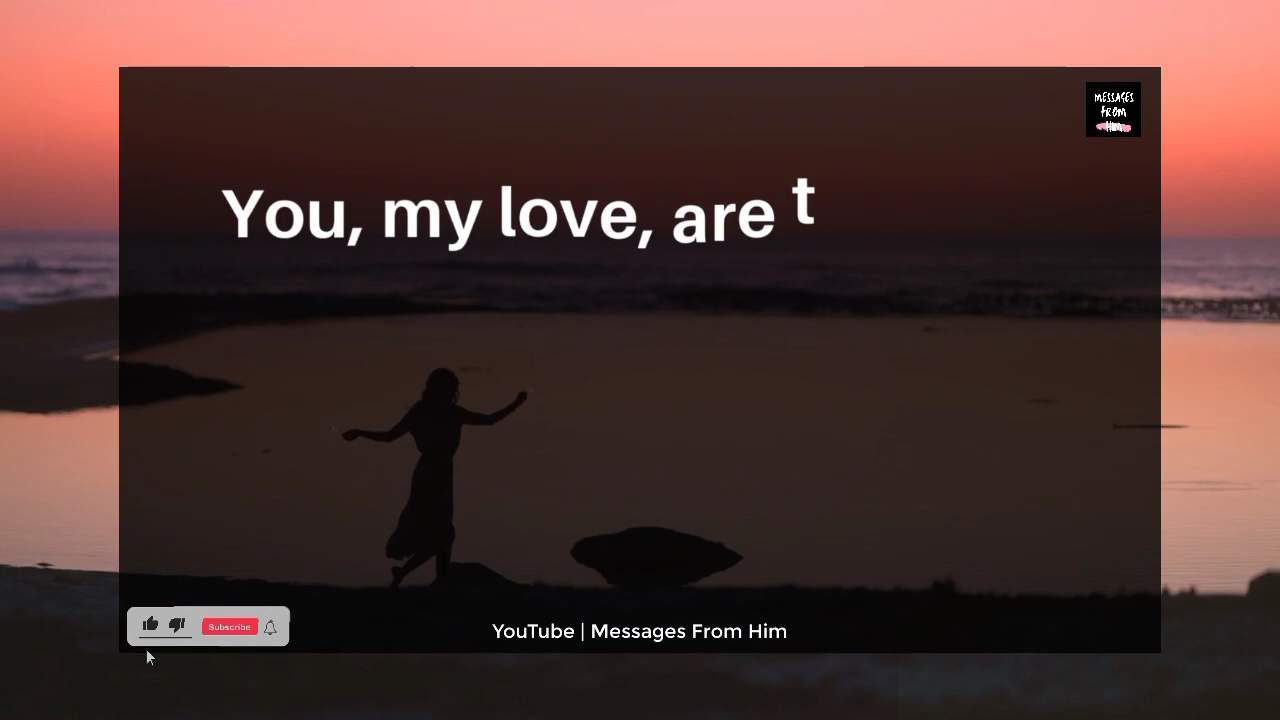 MESSAGES
FROM
HIM
You, my love, are t
Subscribe
YouTube | Messages From Him